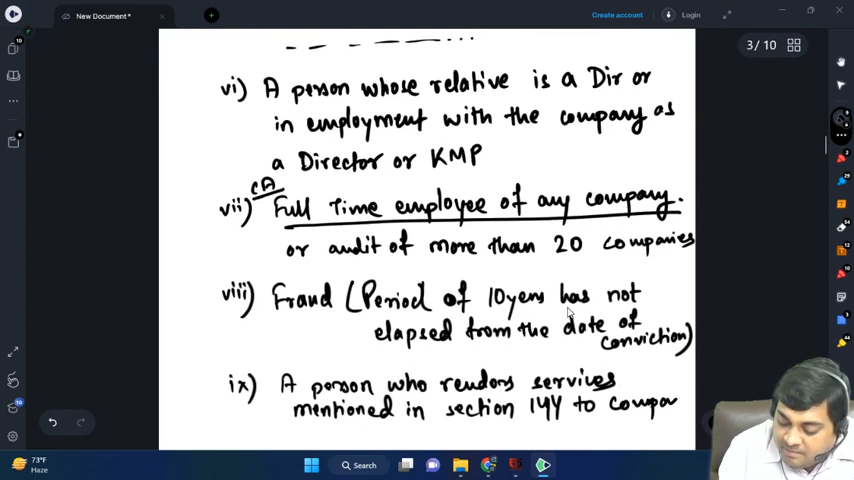 New Document*
Create account
Login
10
3 / 10
vi) A person whose relative is a Dir or
in employment with the company as
a Director or KMP
CA
vii) Full Time employee of any company.
or audit of more than 20 companies
viii) Fraud (Period of 10yers has not
elapsed from the date of
conviction)
ix) A person who rendors services
mentioned in section 144 to compa
10
73°F
Haze
Search